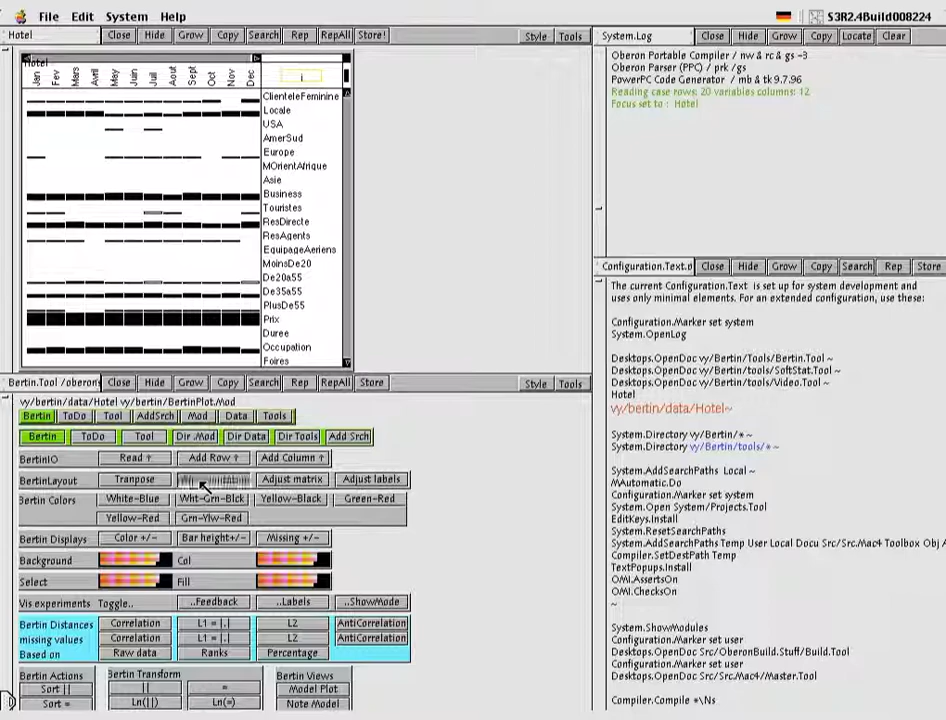 File Edit System Help
S3R2.4Build008224
Hotel Close Hide Grow Copy Search Rep RepAll Store! Style Tools
Hotel
Jan Fev Mars Avril May Juin Juil Aout Sept Oct Nov Dec
ClienteleFeminine
Locale
USA
AmerSud
Europe
MOrientAfrique
Asie
Business
Touristes
ResDirecte
ResAgents
EquipageAeriens
MoinsDe20
De20a55
De35a55
PlusDe55
Prix
Duree
Occupation
Foires
Bertin.Tool /oberon Close Hide Grow Copy Search Rep RepAll Store Style Tools
vy/bertin/data/Hotel vy/bertin/BertinPlot.Mod
Bertin ToDo Tool AddSrch Mod Data Tools
Bertin ToDo Tool Dir .Mod Dir Data Dir Tools Add Srch
BertinIO Read ↑ Add Row ↑ Add Column ↑
BertinLayout Tranpose Adjust matrix Adjust labels
Bertin Colors White-Blue Wht-Grn-Blck Yellow-Black Green-Red
Yellow-Red Grn-Ylw-Red
Bertin Displays Color +/- Bar height+/- Missing +/-
Background Col
Select Fill
Vis experiments Toggle.. ..Feedback ..Labels ..ShowMode
Bertin Distances Correlation L1 = |.| L2 AntiCorrelation
missing values Correlation L1 = |.| L2 AntiCorrelation
Based on Raw data Ranks Percentage
Bertin Actions Bertin Transform Bertin Views
Sort || || = Model Plot
Sort = Ln(||) Ln(=) Note Model
System.Log Close Hide Grow Copy Locate Clear
Oberon Portable Compiler / nw & rc & gs -3
Oberon Parser (PPC) / prk /gs
PowerPC Code Generator / mb & tk 9.7.96
Reading case rows: 20 variables columns: 12
Focus set to : Hotel
Configuration.Text.p Close Hide Grow Copy Search Rep Store
The current Configuration.Text is set up for system development and
uses only minimal elements. For an extended configuration, use these:
Configuration.Marker set system
System.OpenLog
Desktops.OpenDoc vy/Bertin/Tools/Bertin.Tool ~
Desktops.OpenDoc vy/Bertin/tools/SoftStat.Tool ~
Desktops.OpenDoc vy/Bertin/tools/Video.Tool ~
Hotel
vy/bertin/data/Hotel~
System.Directory vy/Bertin/* ~
System.Directory vy/Bertin/tools/* ~
System.AddSearchPaths Local ~
MAutomatic.Do
Configuration.Marker set system
System.Open System/Projects.Tool
EditKeys.Install
System.ResetSearchPaths
System.AddSearchPaths Temp User Local Docu Src/Src.Mac4 Toolbox Obj A
Compiler.SetDestPath Temp
TextPopups.Install
OMI.AssertsOn
OMI.ChecksOn
~
System.ShowModules
Configuration.Marker set user
Desktops.OpenDoc Src/OberonBuild.Stuff/Build.Tool
Configuration.Marker set user
Desktops.OpenDoc Src/Src.Mac4/Master.Tool
Compiler.Compile *\Ns